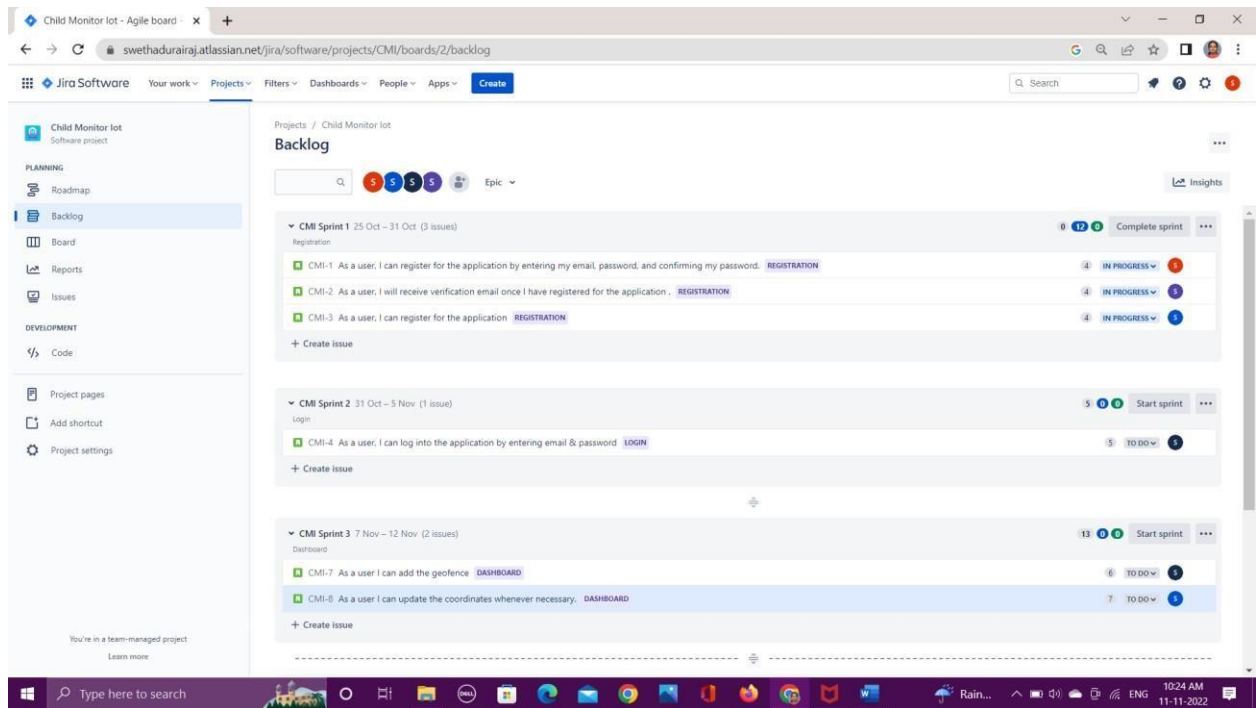 Child Monitor Iot - Agile board -
swethadurairaj.atlassian.net/jira/software/projects/CMI/boards/2/backlog
G
Jira Software Your work Projects Filters Dashboards People Apps Create Search S
Child Monitor Iot
Software project
PLANNING
Roadmap
Backlog
Board
Reports
Issues
DEVELOPMENT
Code
Project pages
Add shortcut
Project settings
You're in a team-managed project
Learn more
Projects / Child Monitor Iot
Backlog
S S S S Epic Insights
CMI Sprint 1 25 Oct – 31 Oct (3 issues) 0 12 0 Complete sprint
Registration
CMI-1 As a user, I can register for the application by entering my email, password, and confirming my password. REGISTRATION 4 IN PROGRESS S
CMI-2 As a user, I will receive verification email once I have registered for the application . REGISTRATION 4 IN PROGRESS S
CMI-3 As a user, I can register for the application REGISTRATION 4 IN PROGRESS S
+ Create issue
CMI Sprint 2 31 Oct – 5 Nov (1 issue) 5 0 0 Start sprint
Login
CMI-4 As a user, I can log into the application by entering email & password LOGIN 5 TO DO S
+ Create issue
CMI Sprint 3 7 Nov – 12 Nov (2 issues) 13 0 0 Start sprint
Dashboard
CMI-7 As a user I can add the geofence DASHBOARD 6 TO DO S
CMI-8 As a user I can update the coordinates whenever necessary. DASHBOARD 7 TO DO S
+ Create issue
Type here to search DELL W Rain... ENG 10:24 AM
11-11-2022